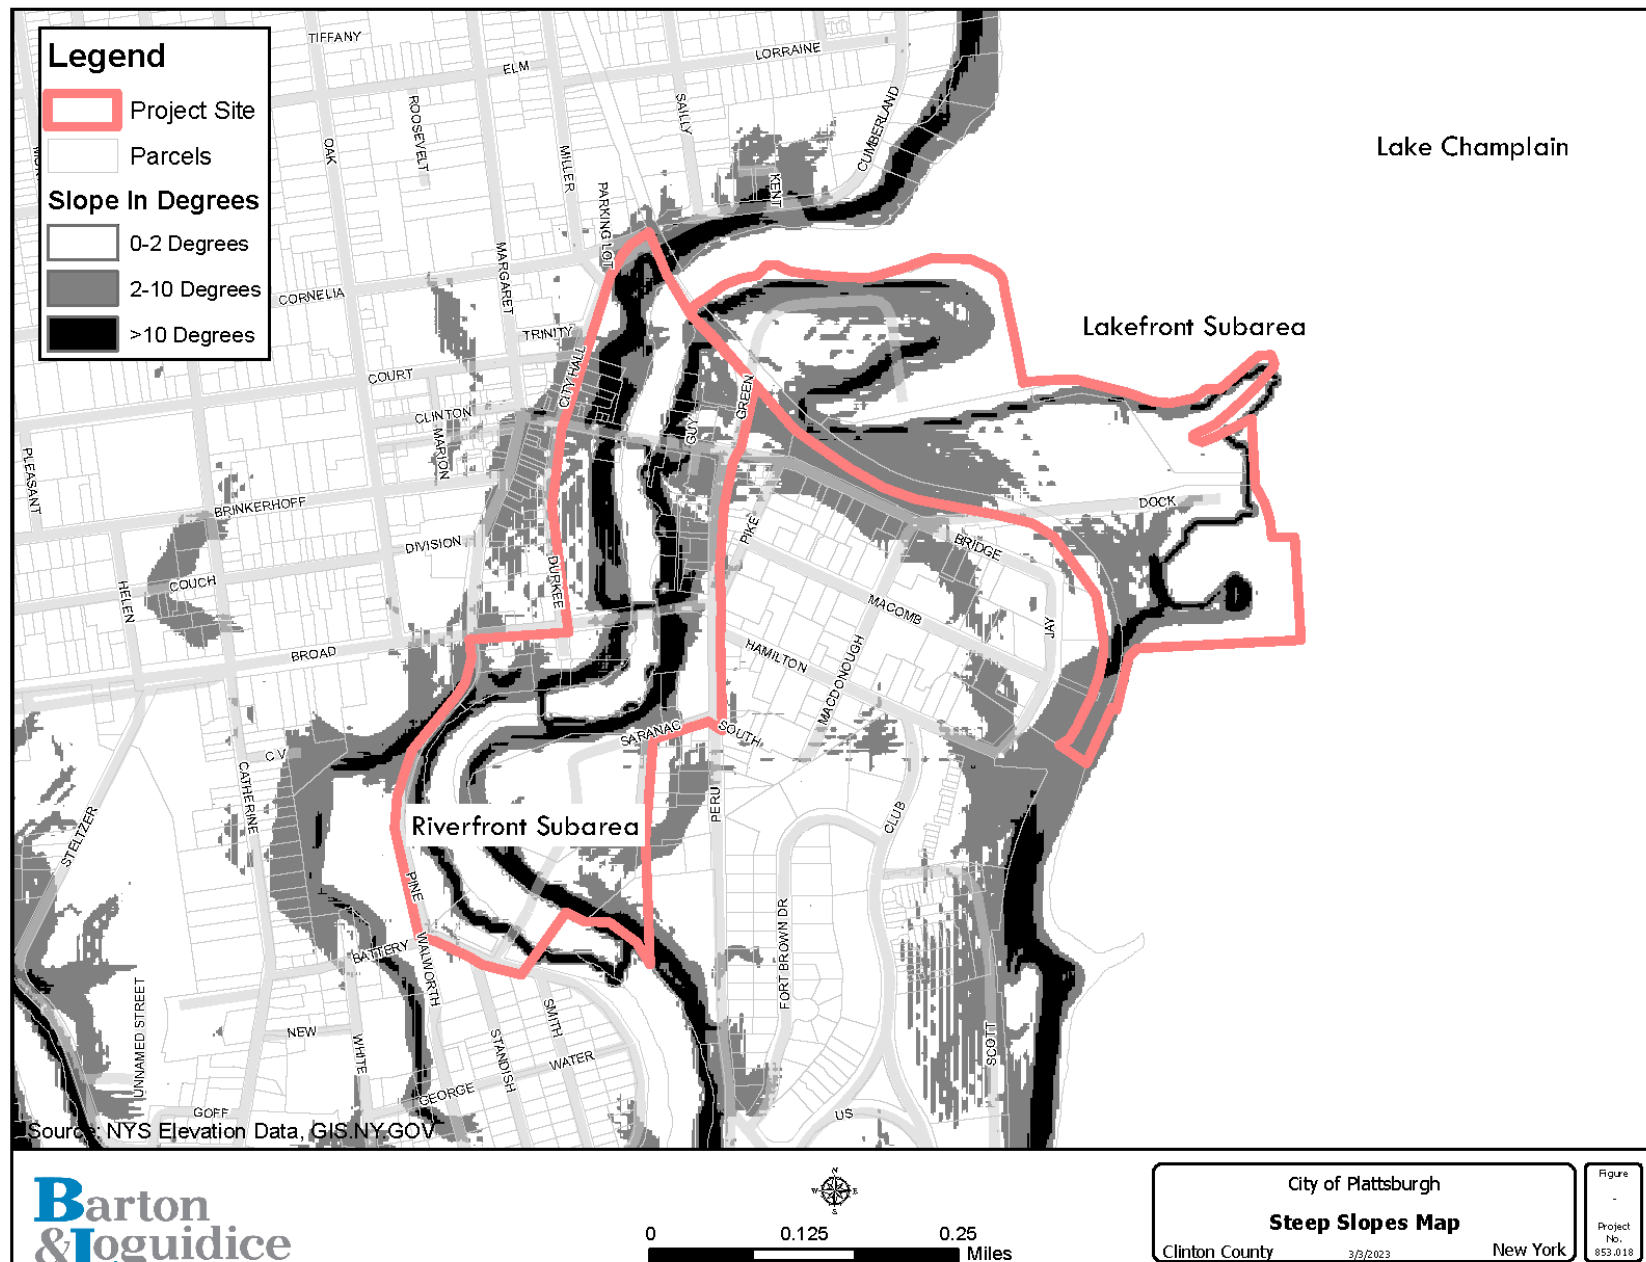 Legend
Project Site
Parcels
Slope In Degrees
0-2 Degrees
2-10 Degrees
>10 Degrees
TIFFANY
ELM
LORRAINE
ROOSEVELT
OAK
SAILLY
MILLER
CUMBERLAND
KENT
PARKING LOT
MARGARET
CORNELIA
TRINITY
CITY HALL
COURT
CLINTON
MARION
GUY
GREEN
Lake Champlain
Lakefront Subarea
PLEASANT
BRINKERHOFF
DIVISION
COUCH
HELEN
DURKEE
PIKE
DOCK
BRIDGE
MACOMB
JAY
HAMILTON
MACDONOUGH
BROAD
SARANAC
SOUTH
C V
CATHERINE
STELTZER
PERU
CLUB
Riverfront Subarea
PINE
FORT BROWN DR
BATTERY
WALWORTH
UNNAMED STREET
NEW
WHITE
STANDISH
SMITH
WATER
GEORGE
SCOTT
GOFF
US
Source: NYS Elevation Data, GIS.NY.GOV
Barton
&Loguidice
N
W E
S
0 0.125 0.25
Miles
City of Plattsburgh
Steep Slopes Map
Clinton County 3/3/2023 New York
Figure
-
Project
No.
853.018